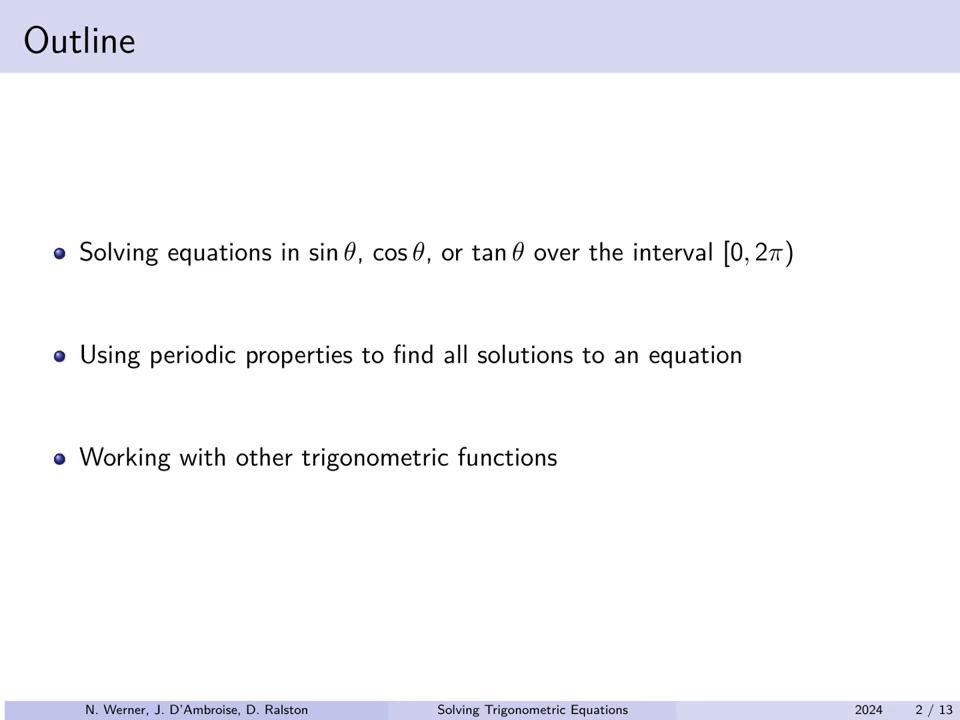 Outline
Solving equations in sin θ, cos θ, or tan θ over the interval [0, 2π)
Using periodic properties to find all solutions to an equation
Working with other trigonometric functions
N. Werner, J. D'Ambroise, D. Ralston Solving Trigonometric Equations 2024 2 / 13